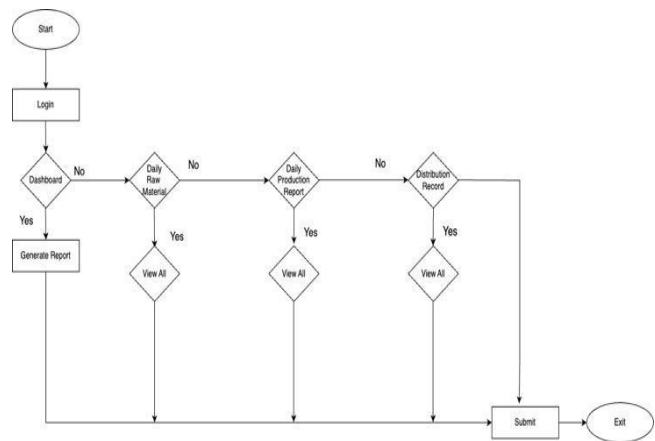 Start
Login
Dashboard
No
Daily
Raw
Material
No
Daily
Production
Report
No
Distribution
Record
Yes
Yes
Yes
Yes
Generate Report
View All
View All
View All
Submit
Exit